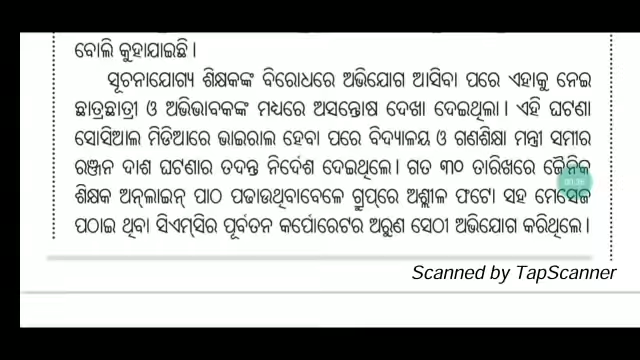 ବୋଲି କୁହାଯାଇଛି।
ସୂଚନାଯୋଗ୍ୟ ଶିକ୍ଷକଙ୍କ ବିରୋଧରେ ଅଭିଯୋଗ ଆସିବା ପରେ ଏହାକୁ ନେଇ
ଛାତ୍ରଛାତ୍ରୀ ଓ ଅଭିଭାବକଙ୍କ ମଧ୍ୟରେ ଅସନ୍ତୋଷ ଦେଖା ଦେଇଥିଲା। ଏହି ଘଟଣା
ସୋସିଆଲ ମିଡିଆରେ ଭାଇରାଲ ହେବା ପରେ ବିଦ୍ୟାଳୟ ଓ ଗଣଶିକ୍ଷା ମନ୍ତ୍ରୀ ସମୀର
ରଞ୍ଜନ ଦାଶ ଘଟଣାର ତଦନ୍ତ ନିର୍ଦେଶ ଦେଇଥିଲେ। ଗତ ୩୦ ତାରିଖରେ ଜୈନିକ
ଶିକ୍ଷକ ଅନ୍‌ଲାଇନ୍ ପାଠ ପଢାଉଥିବାବେଳେ ଗ୍ରୁପ୍‌ରେ ଅଶ୍ଳୀଳ ଫଟୋ ସହ ମେସେଜ
ପଠାଇ ଥିବା ସିଏମ୍‌ସିର ପୂର୍ବତନ କର୍ପୋରେଟର ଅରୁଣ ସେଠୀ ଅଭିଯୋଗ କରିଥିଲେ।
Scanned by TapScanner